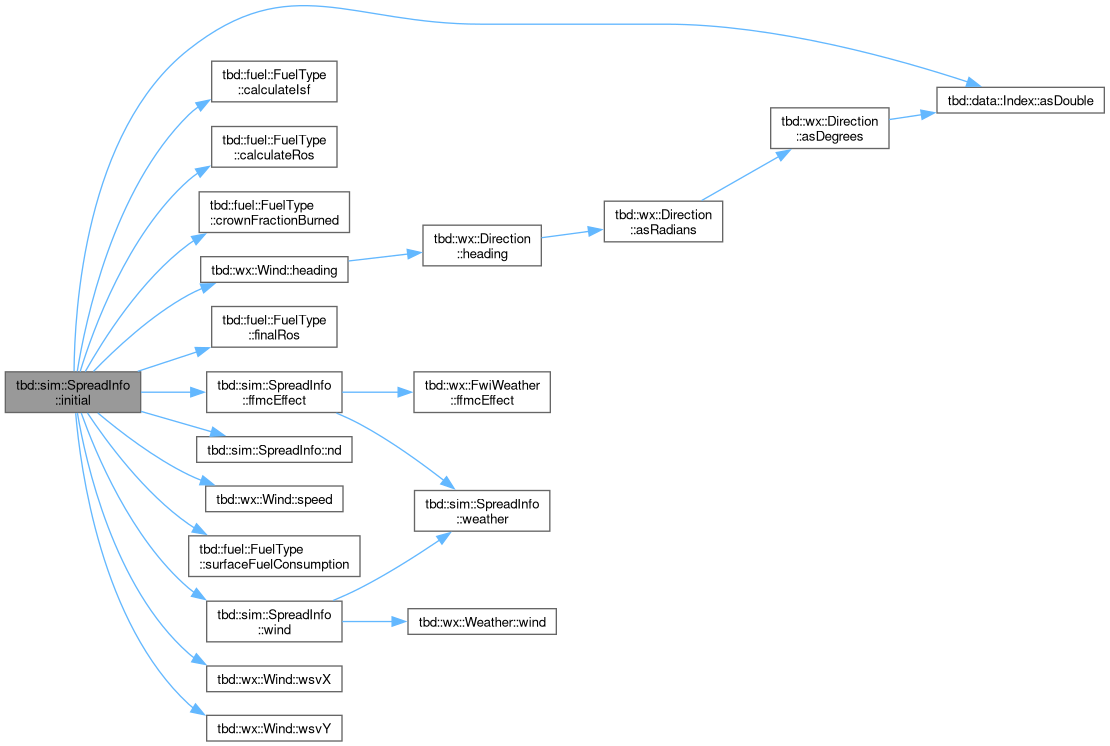 tbd::fuel::FuelType
::calculateIsf
tbd::data::Index::asDouble
tbd::wx::Direction
::asDegrees
tbd::fuel::FuelType
::calculateRos
tbd::fuel::FuelType
::crownFractionBurned
tbd::wx::Direction
::asRadians
tbd::wx::Direction
::heading
tbd::wx::Wind::heading
tbd::fuel::FuelType
::finalRos
tbd::sim::SpreadInfo
::initial
tbd::sim::SpreadInfo
::ffmcEffect
tbd::wx::FwiWeather
::ffmcEffect
tbd::sim::SpreadInfo::nd
tbd::wx::Wind::speed
tbd::sim::SpreadInfo
::weather
tbd::fuel::FuelType
::surfaceFuelConsumption
tbd::sim::SpreadInfo
::wind
tbd::wx::Weather::wind
tbd::wx::Wind::wsvX
tbd::wx::Wind::wsvY